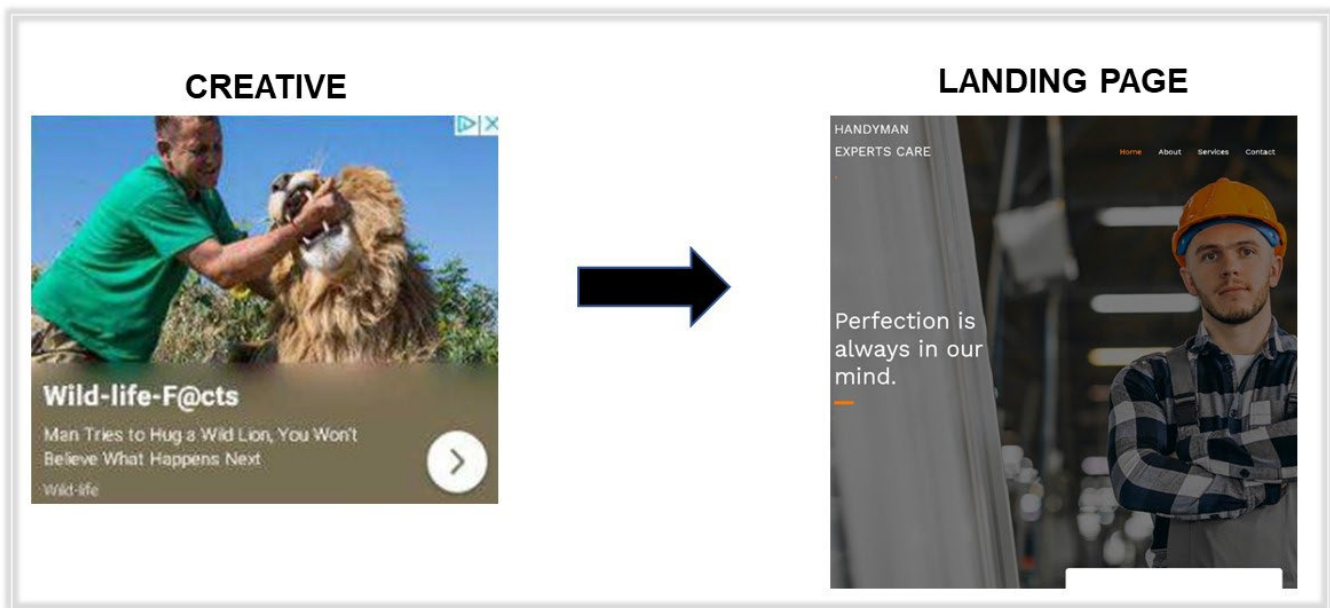 CREATIVE
Wild-life-F@cts
Man Tries to Hug a Wild Lion, You Won't
Believe What Happens Next
Wild-life
LANDING PAGE
HANDYMAN
EXPERTS CARE
Home About Services Contact
Perfection is
always in our
mind.